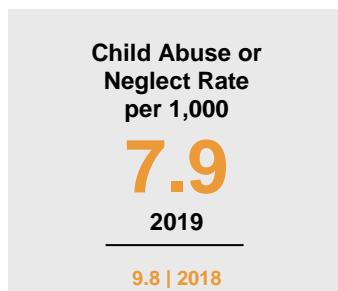 Child Abuse or
Neglect Rate
per 1,000
7.9
2019
9.8 | 2018